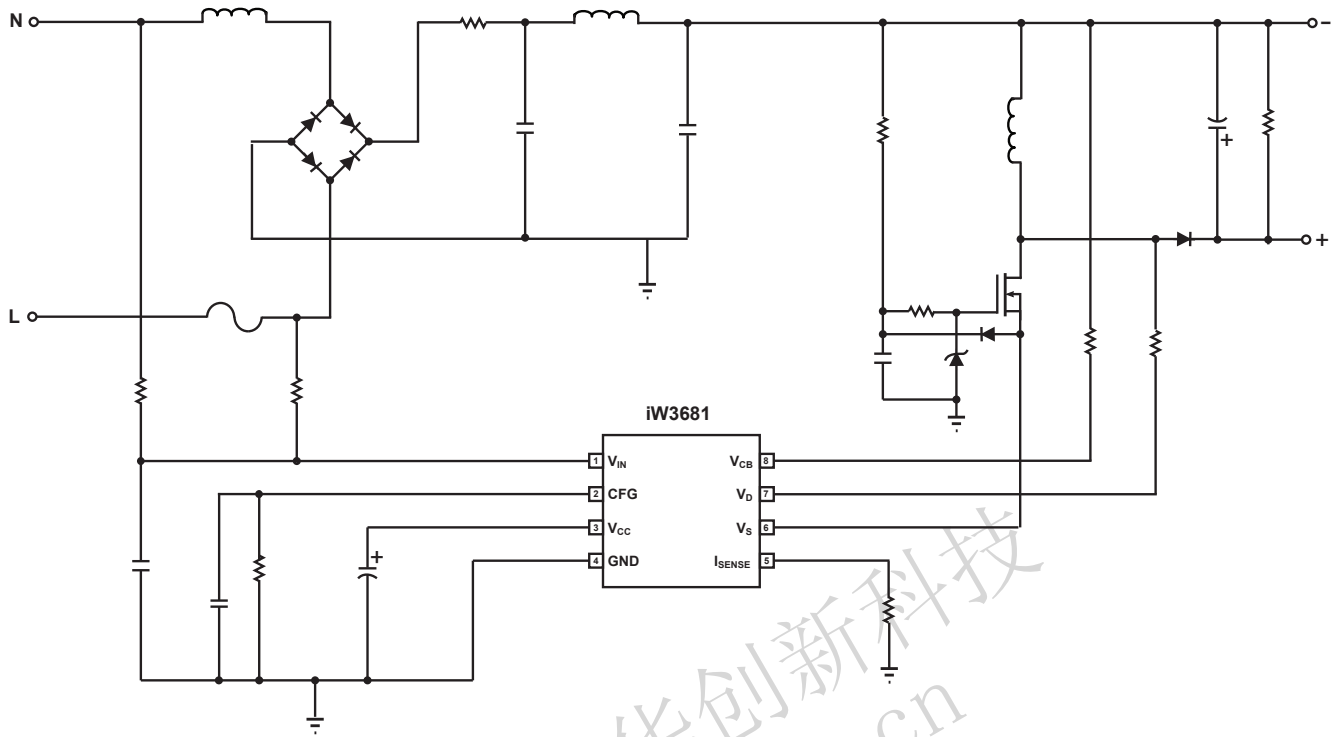 N
−
+
+
L
iW3681
1 VIN VCB 8
2 CFG VD 7
3 VCC VS 6
+
4 GND ISENSE 5
华创新科技
cn